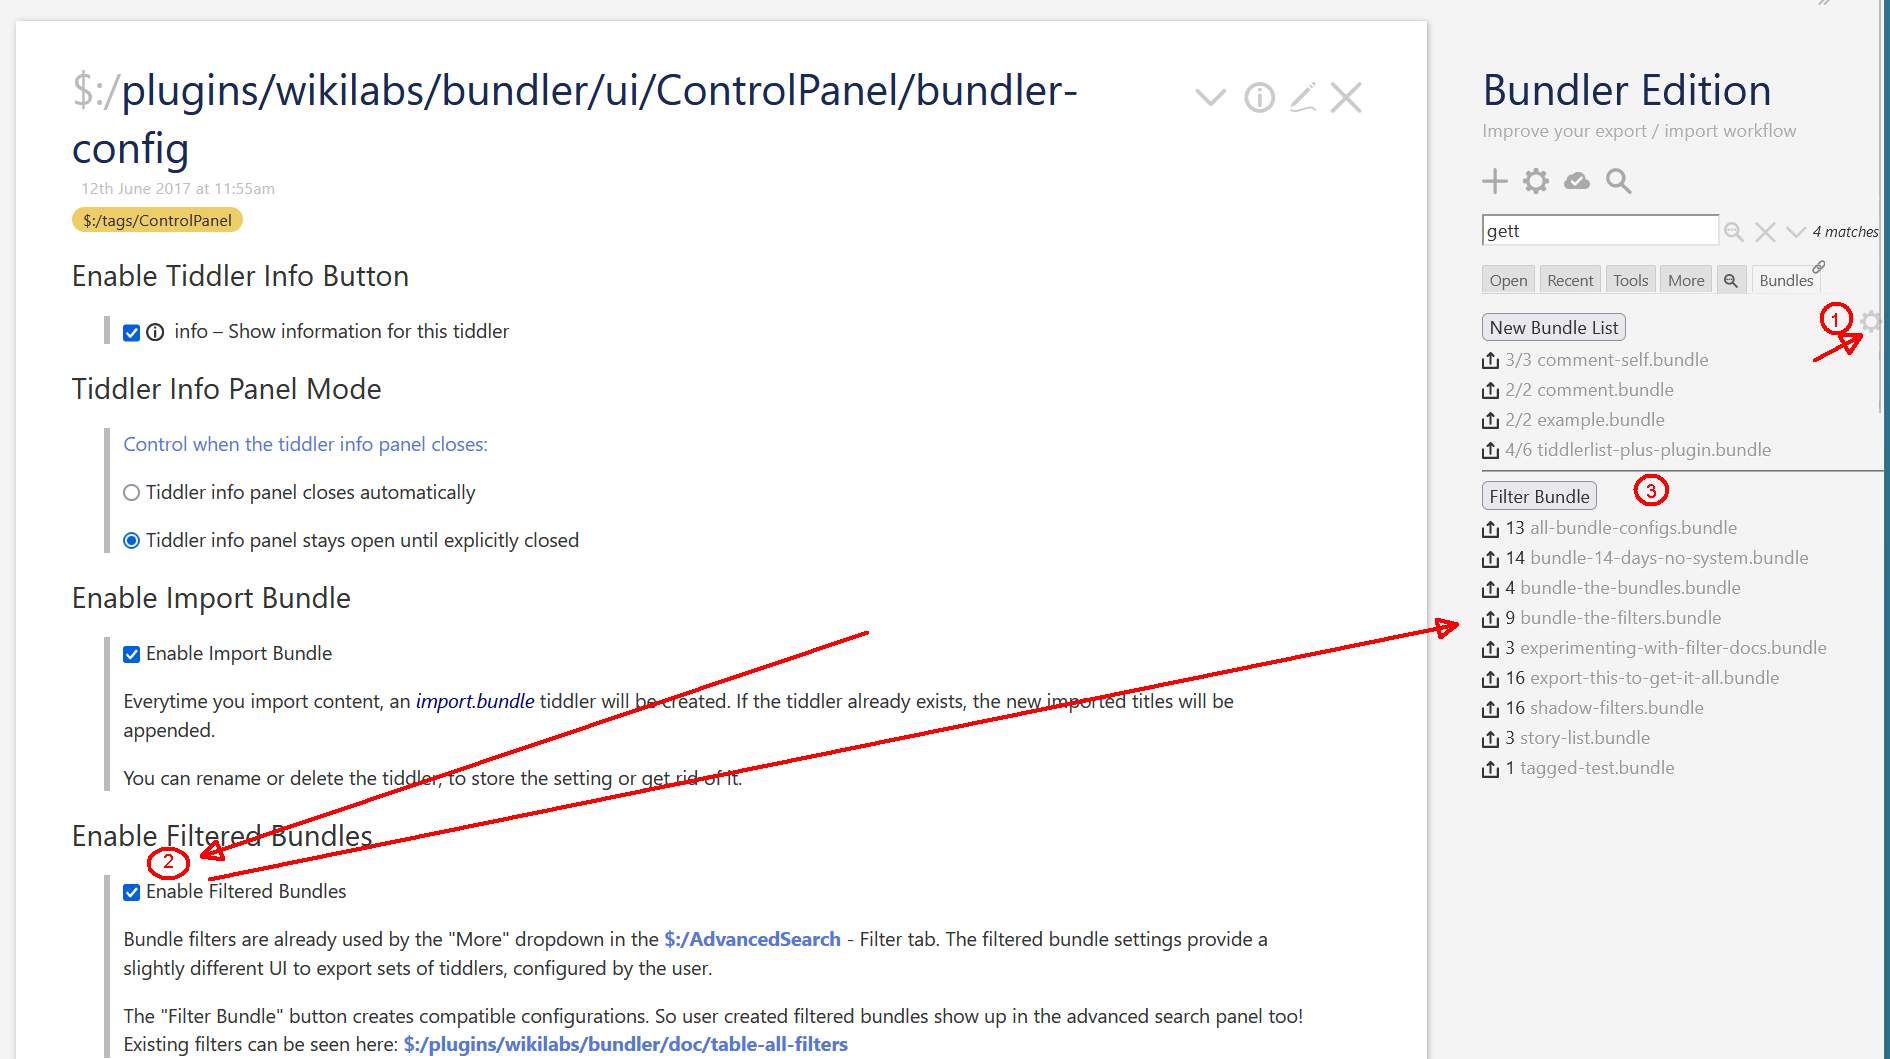 $:/plugins/wikilabs/bundler/ui/ControlPanel/bundler-
config
12th June 2017 at 11:55am
$:/tags/ControlPanel
Enable Tiddler Info Button
info – Show information for this tiddler
Tiddler Info Panel Mode
Control when the tiddler info panel closes:
Tiddler info panel closes automatically
Tiddler info panel stays open until explicitly closed
Enable Import Bundle
Enable Import Bundle
Everytime you import content, an import.bundle tiddler will be created. If the tiddler already exists, the new imported titles will be
appended.
You can rename or delete the tiddler, to store the setting or get rid of it.
Enable Filtered Bundles
2
Enable Filtered Bundles
Bundle filters are already used by the "More" dropdown in the $:/AdvancedSearch - Filter tab. The filtered bundle settings provide a
slightly different UI to export sets of tiddlers, configured by the user.
The "Filter Bundle" button creates compatible configurations. So user created filtered bundles show up in the advanced search panel too!
Existing filters can be seen here: $:/plugins/wikilabs/bundler/doc/table-all-filters
Bundler Edition
Improve your export / import workflow
gett 4 matches
Open Recent Tools More Bundles
1
New Bundle List
3/3 comment-self.bundle
2/2 comment.bundle
2/2 example.bundle
4/6 tiddlerlist-plus-plugin.bundle
Filter Bundle 3
13 all-bundle-configs.bundle
14 bundle-14-days-no-system.bundle
4 bundle-the-bundles.bundle
9 bundle-the-filters.bundle
3 experimenting-with-filter-docs.bundle
16 export-this-to-get-it-all.bundle
16 shadow-filters.bundle
3 story-list.bundle
1 tagged-test.bundle